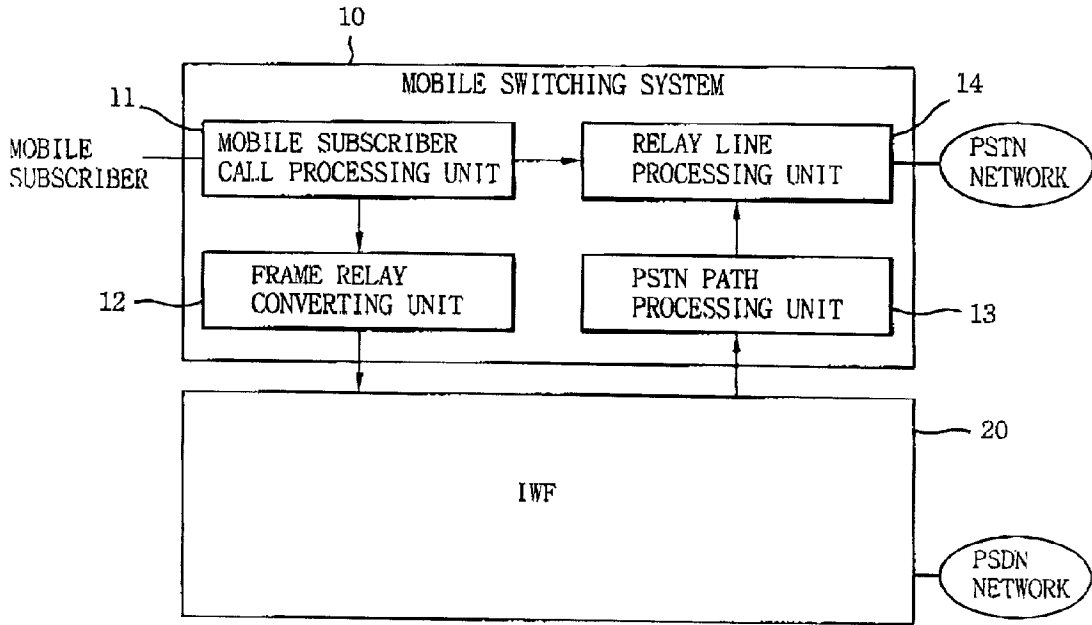 10
MOBILE SWITCHING SYSTEM
11
14
MOBILE
SUBSCRIBER
MOBILE SUBSCRIBER
CALL PROCESSING UNIT
RELAY LINE
PROCESSING UNIT
PSTN
NETWORK
12
FRAME RELAY
CONVERTING UNIT
PSTN PATH
PROCESSING UNIT
13
20
IWF
PSDN
NETWORK